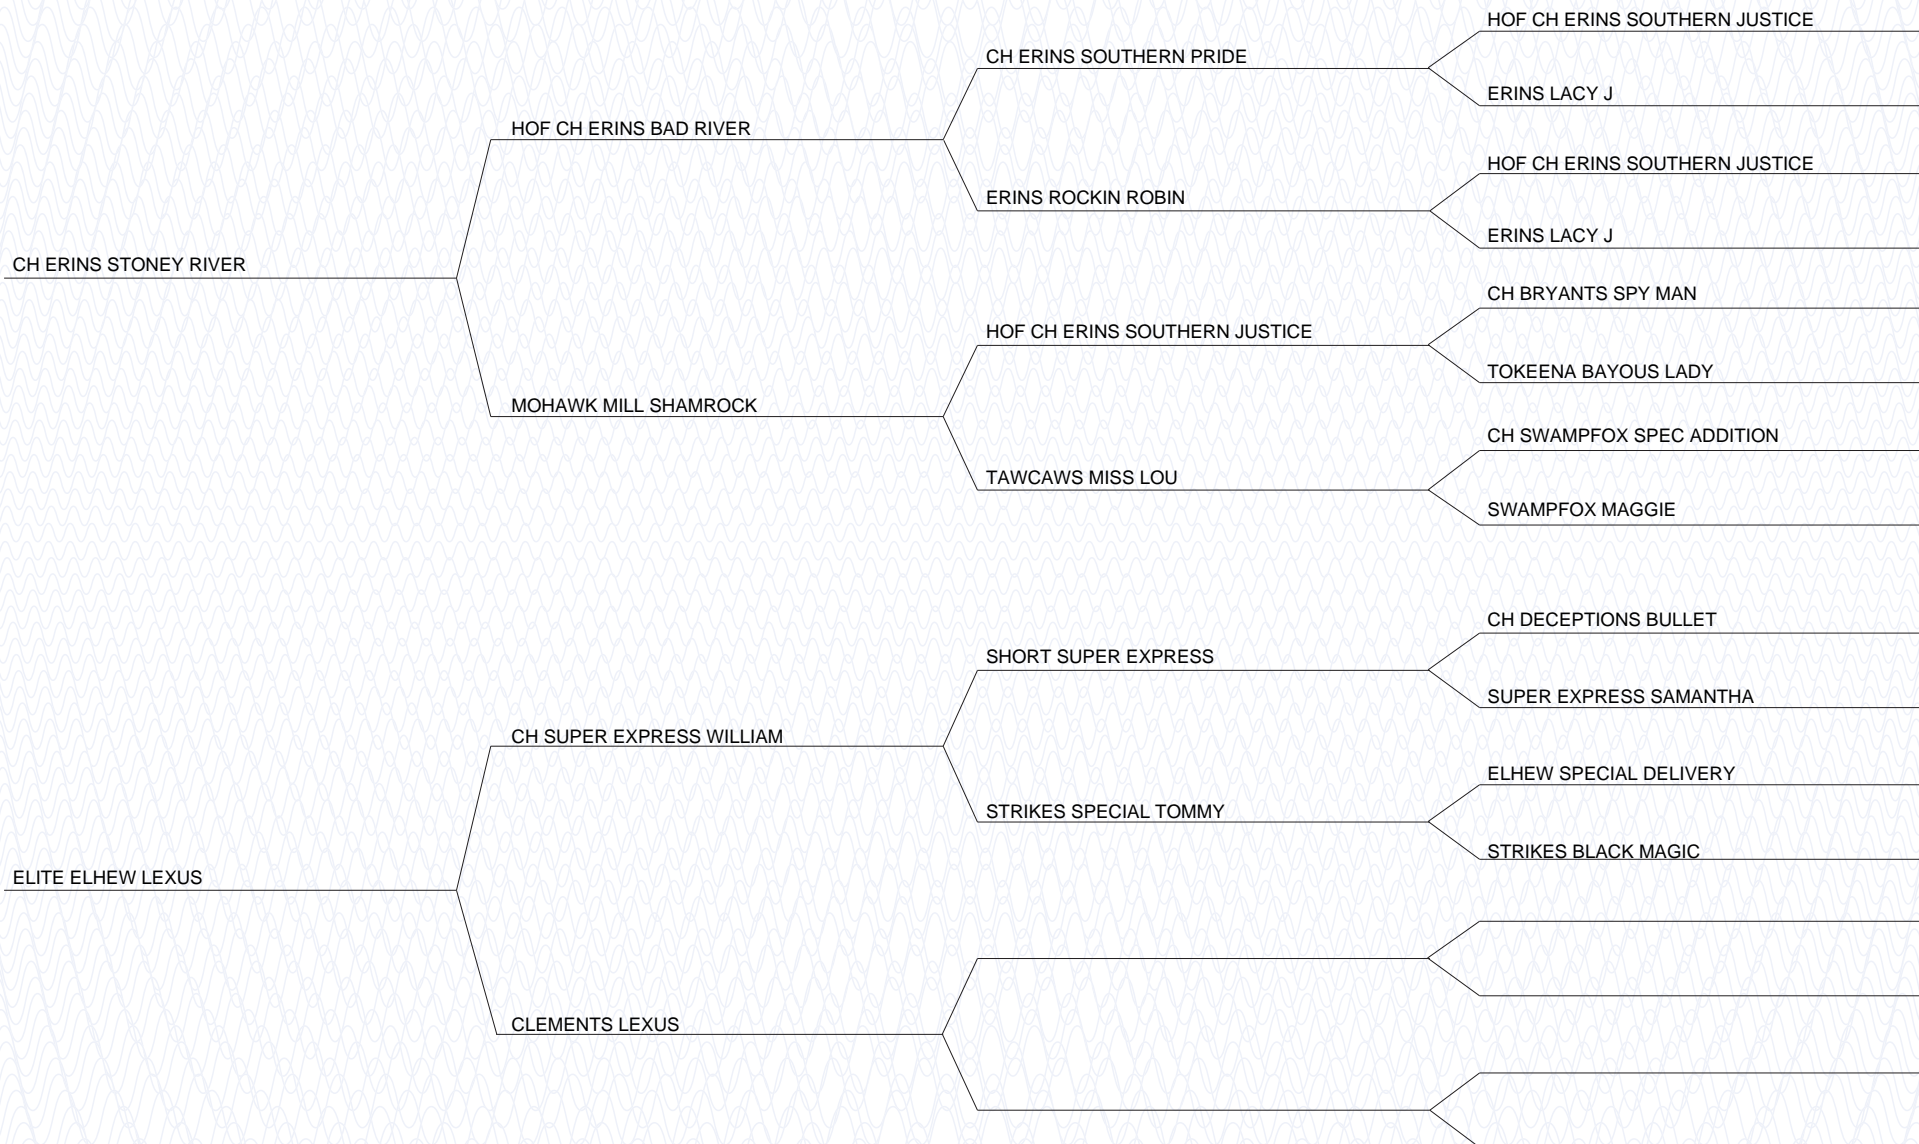 HOF CH ERINS SOUTHERN JUSTICE
CH ERINS SOUTHERN PRIDE
ERINS LACY J
HOF CH ERINS BAD RIVER
HOF CH ERINS SOUTHERN JUSTICE
ERINS ROCKIN ROBIN
ERINS LACY J
CH ERINS STONEY RIVER
CH BRYANTS SPY MAN
HOF CH ERINS SOUTHERN JUSTICE
TOKEENA BAYOUS LADY
MOHAWK MILL SHAMROCK
CH SWAMPFOX SPEC ADDITION
TAWCAWS MISS LOU
SWAMPFOX MAGGIE
CH DECEPTIONS BULLET
SHORT SUPER EXPRESS
SUPER EXPRESS SAMANTHA
CH SUPER EXPRESS WILLIAM
ELHEW SPECIAL DELIVERY
STRIKES SPECIAL TOMMY
STRIKES BLACK MAGIC
ELITE ELHEW LEXUS
CLEMENTS LEXUS